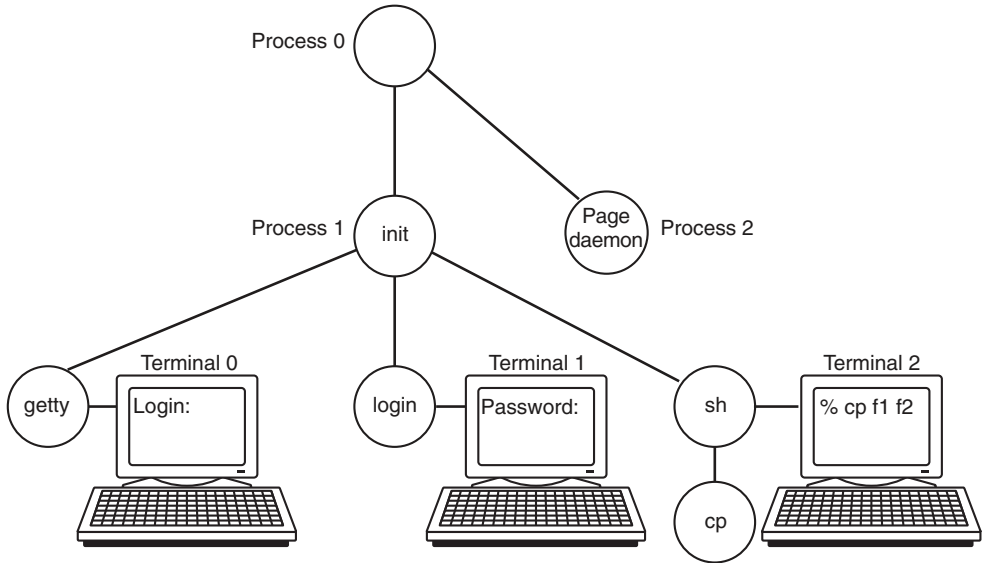 Process 0
Process 1
init
Page
daemon
Process 2
Terminal 0
Terminal 1
Terminal 2
getty
Login:
login
Password:
sh
% cp f1 f2
cp